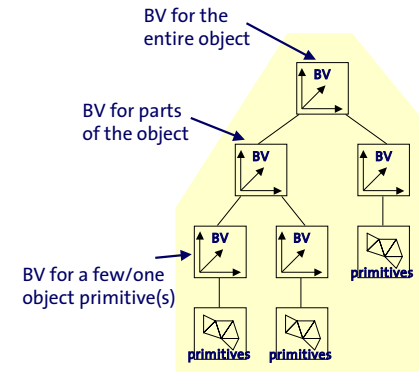 BV for the
entire object
BV
BV for parts
of the object
BV
BV
BV
BV
primitives
BV for a few/one
object primitive(s)
primitives
primitives